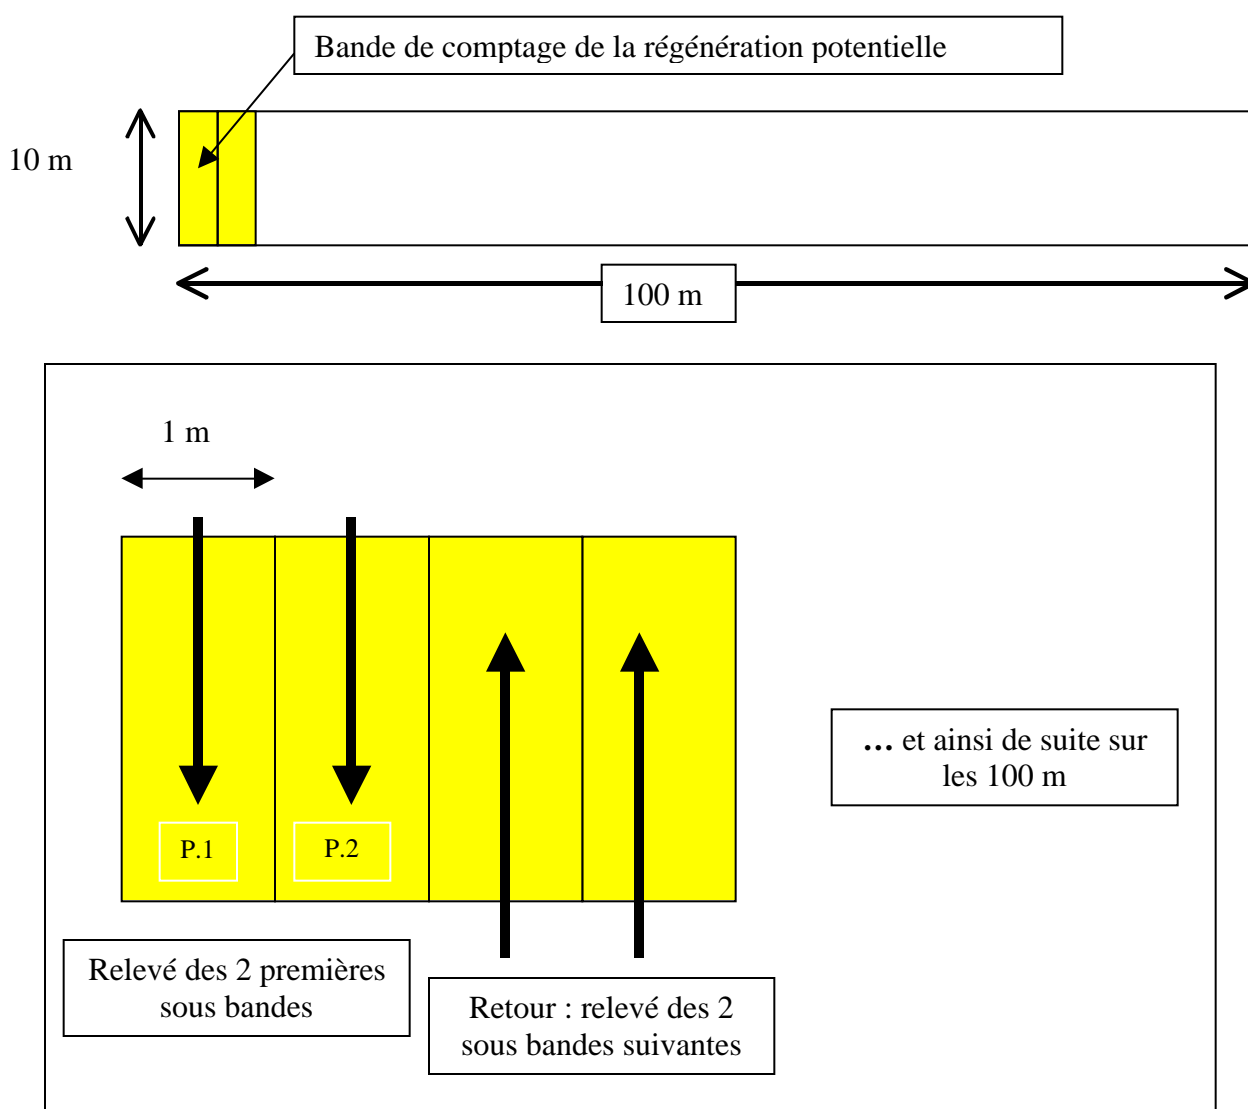 Bande de comptage de la régénération potentielle
10 m
100 m
1 m
... et ainsi de suite sur
les 100 m
P.1
P.2
Relevé des 2 premières
sous bandes
Retour : relevé des 2
sous bandes suivantes